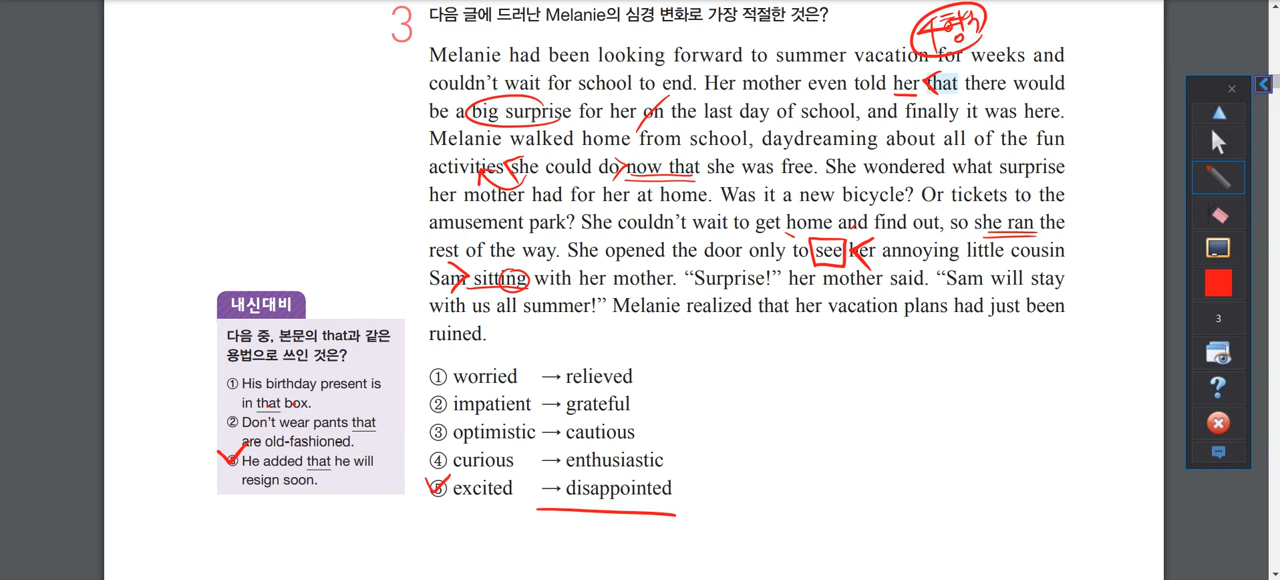 3 다음 글에 드러난 Melanie의 심경 변화로 가장 적절한 것은?
Melanie had been looking forward to summer vacation for weeks and
couldn't wait for school to end. Her mother even told her that there would
be a big surprise for her on the last day of school, and finally it was here.
Melanie walked home from school, daydreaming about all of the fun
activities she could do now that she was free. She wondered what surprise
her mother had for her at home. Was it a new bicycle? Or tickets to the
amusement park? She couldn't wait to get home and find out, so she ran the
rest of the way. She opened the door only to see her annoying little cousin
Sam sitting with her mother. “Surprise!” her mother said. “Sam will stay
with us all summer!” Melanie realized that her vacation plans had just been
ruined.
① worried → relieved
② impatient → grateful
③ optimistic → cautious
④ curious → enthusiastic
⑤ excited → disappointed
내신대비
다음 중, 본문의 that과 같은
용법으로 쓰인 것은?
① His birthday present is
in that box.
② Don't wear pants that
are old-fashioned.
③ He added that he will
resign soon.
3